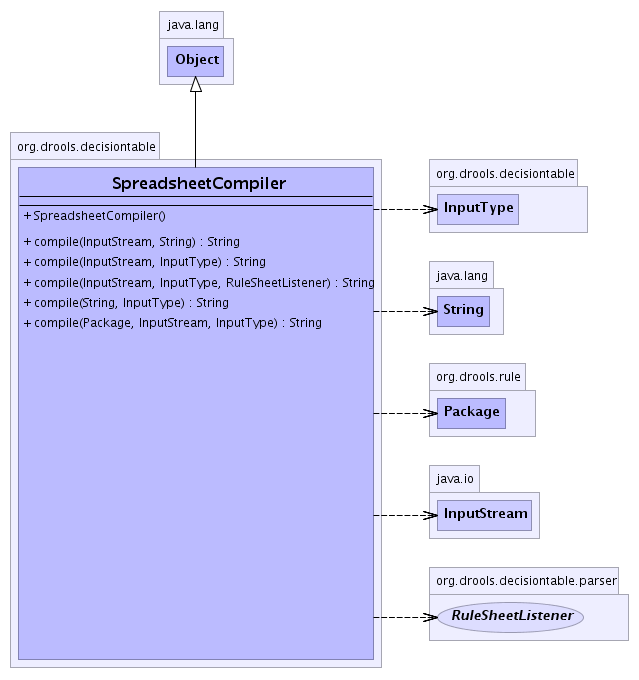 java.lang
Object
org.drools.decisiontable
SpreadsheetCompiler
+ SpreadsheetCompiler()
+ compile(InputStream, String) : String
+ compile(InputStream, InputType) : String
+ compile(InputStream, InputType, RuleSheetListener) : String
+ compile(String, InputType) : String
+ compile(Package, InputStream, InputType) : String
org.drools.decisiontable
InputType
java.lang
String
org.drools.rule
Package
java.io
InputStream
org.drools.decisiontable.parser
RuleSheetListener